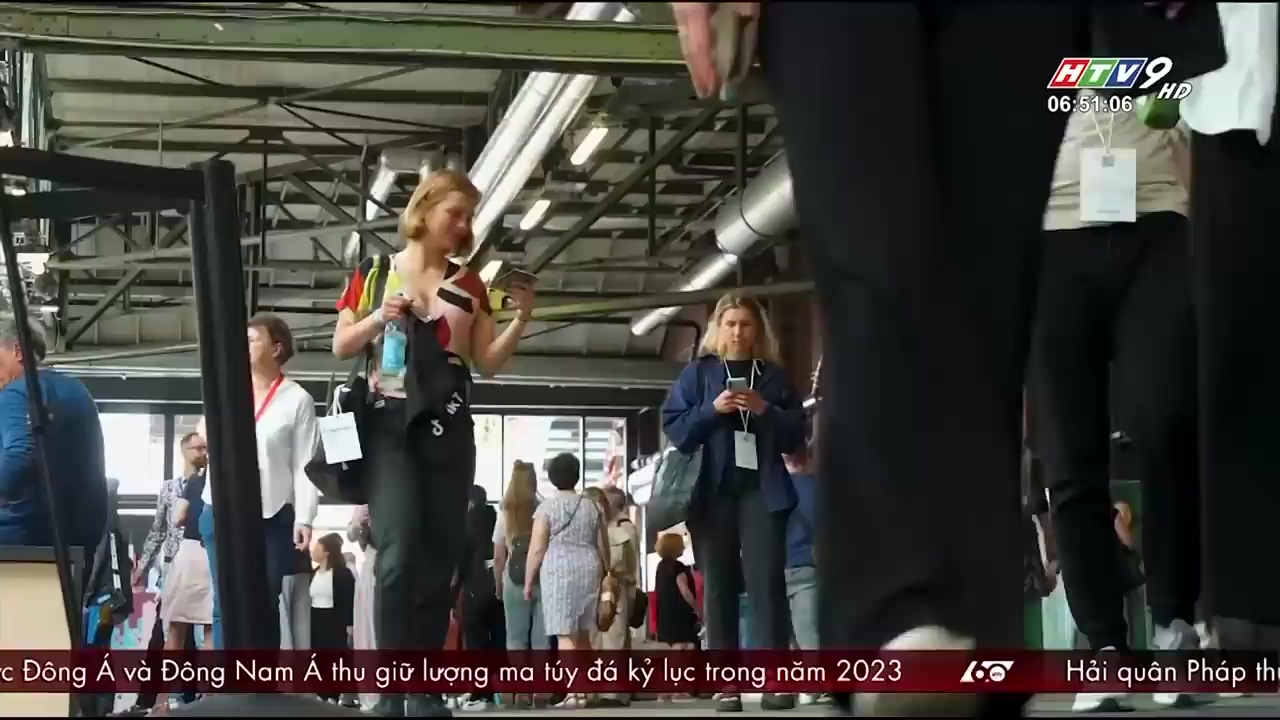 HTV9 HD
06:51:06
Đông Á và Đông Nam Á thu giữ lượng ma túy đá kỷ lục trong năm 2023
60
Hải quân Pháp